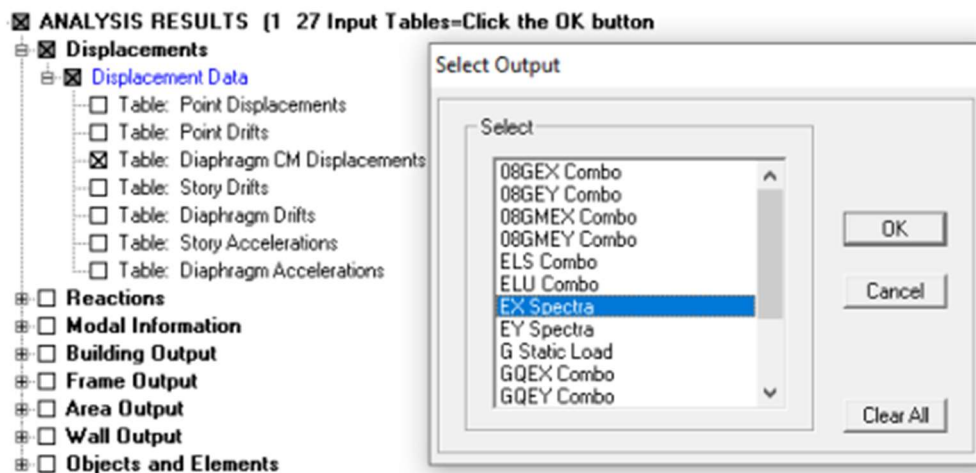 ANALYSIS RESULTS (1 27 Input Tables=Click the OK button
Displacements
Displacement Data
Table: Point Displacements
Table: Point Drifts
Table: Diaphragm CM Displacements
Table: Story Drifts
Table: Diaphragm Drifts
Table: Story Accelerations
Table: Diaphragm Accelerations
Reactions
Modal Information
Building Output
Frame Output
Area Output
Wall Output
Objects and Elements
Select Output
Select
08GEX Combo
08GEY Combo
08GMEX Combo
08GMEY Combo
ELS Combo
ELU Combo
EX Spectra
EY Spectra
G Static Load
GQEX Combo
GQEY Combo
OK
Cancel
Clear All